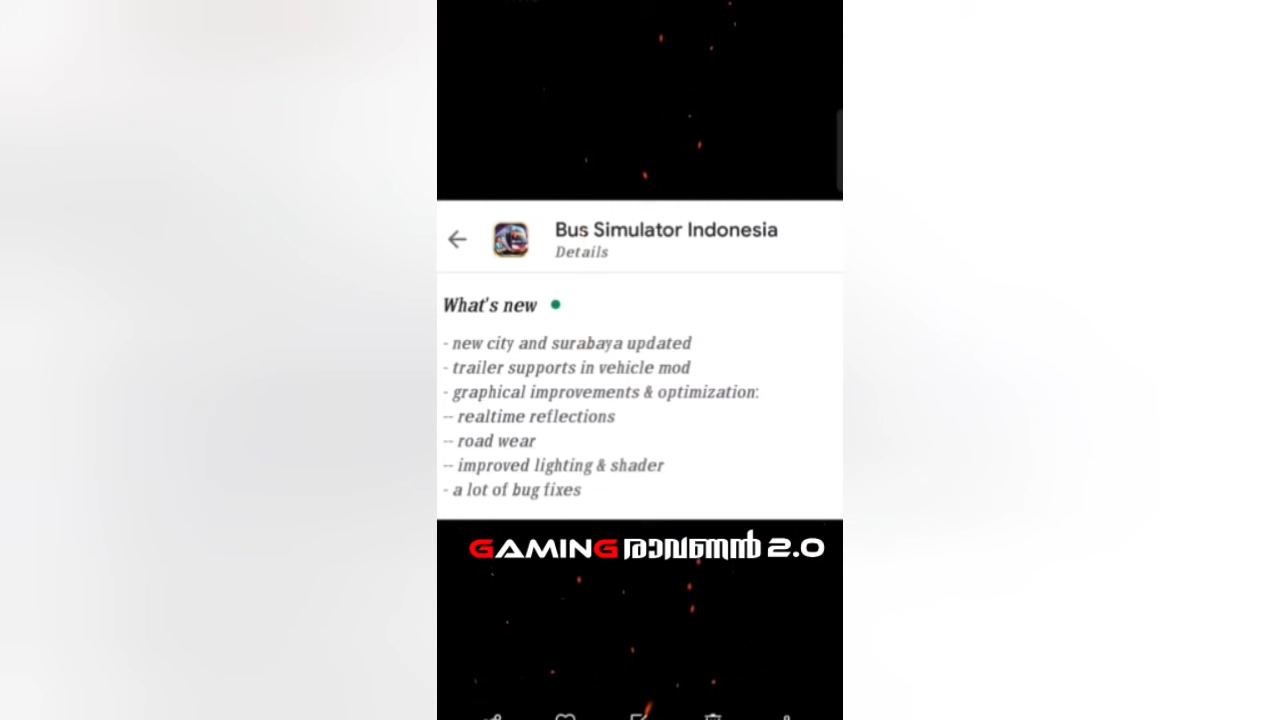 Bus Simulator Indonesia
Details
What's new
- new city and surabaya updated
- trailer supports in vehicle mod
- graphical improvements & optimization:
-- realtime reflections
-- road wear
-- improved lighting & shader
- a lot of bug fixes
GAMING രാവണൻ 2.0